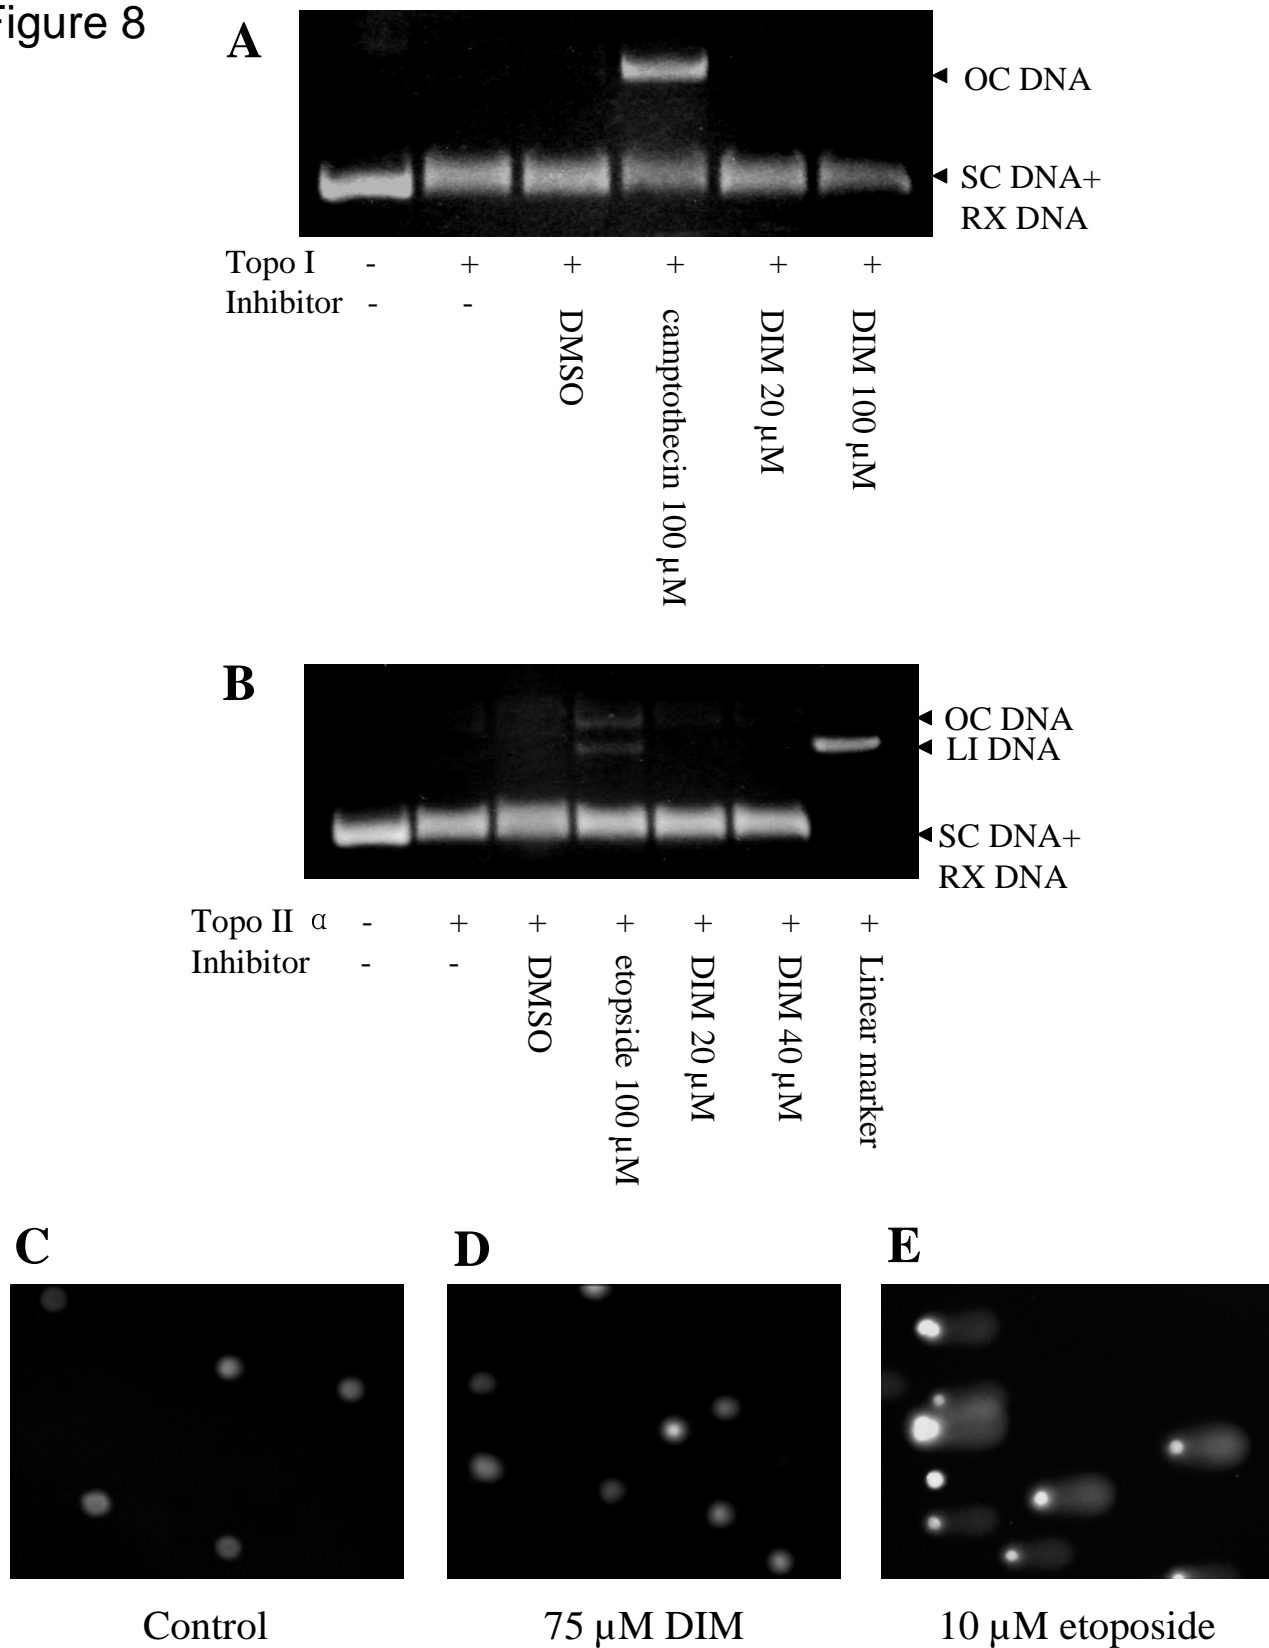 Figure 8
A
OC DNA
SC DNA+
RX DNA
Topo I - + + + + +
Inhibitor - -
DMSO
camptothecin 100 µM
DIM 20 µM
DIM 100 µM
B
OC DNA
LI DNA
SC DNA+
RX DNA
Topo II α - + + + + + +
Inhibitor - -
DMSO
etopside 100 µM
DIM 20 µM
DIM 40 µM
Linear marker
C D E
Control 75 µM DIM 10 µM etoposide